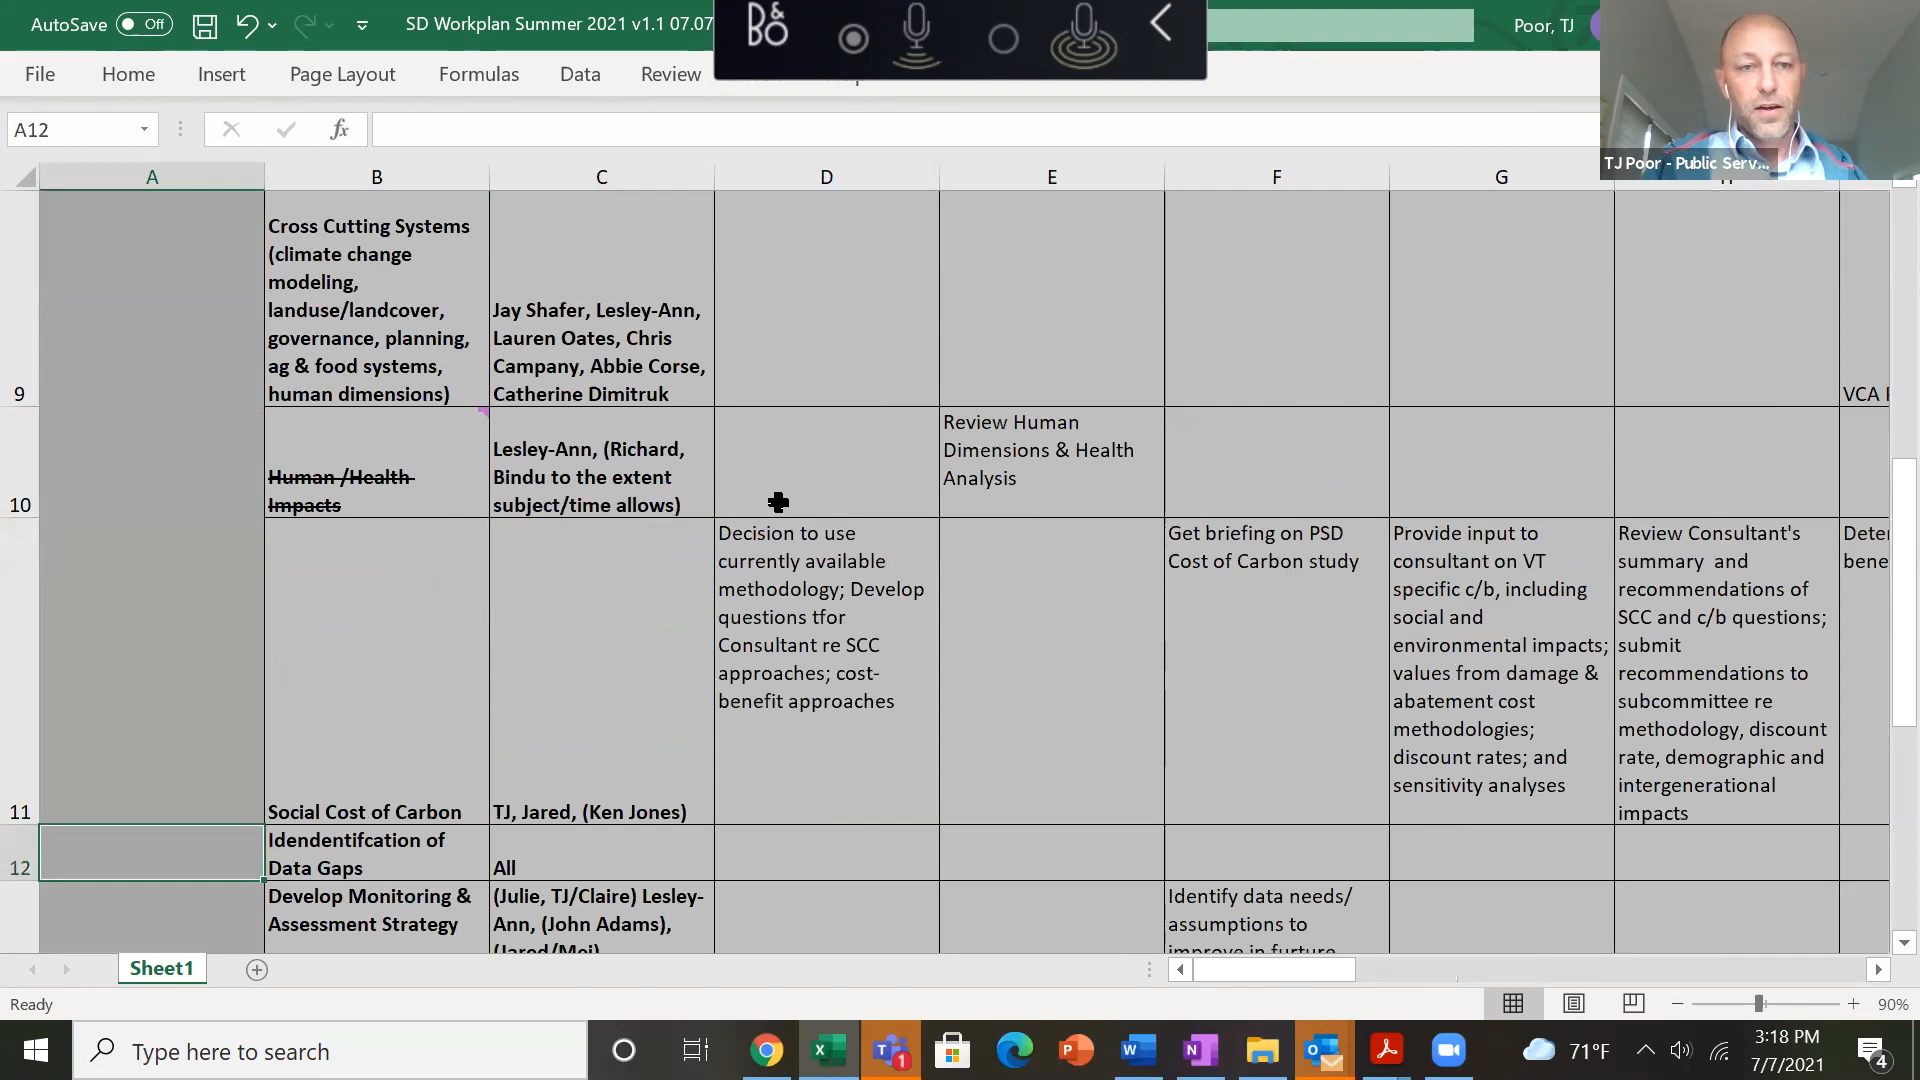 AutoSave Off SD Workplan Summer 2021 v1.1 07.07 B&O Poor, TJ
File Home Insert Page Layout Formulas Data Review
A12 fx
TJ Poor - Public Serv...
A B C D E F G
Cross Cutting Systems
(climate change
modeling,
landuse/landcover,
governance, planning,
ag & food systems,
human dimensions)
Jay Shafer, Lesley-Ann,
Lauren Oates, Chris
Campany, Abbie Corse,
Catherine Dimitruk
VCA
9
Human /Health
Impacts
Lesley-Ann, (Richard,
Bindu to the extent
subject/time allows)
Review Human
Dimensions & Health
Analysis
10
Social Cost of Carbon
TJ, Jared, (Ken Jones)
Decision to use
currently available
methodology; Develop
questions tfor
Consultant re SCC
approaches; cost-
benefit approaches
Get briefing on PSD
Cost of Carbon study
Provide input to
consultant on VT
specific c/b, including
social and
environmental impacts;
values from damage &
abatement cost
methodologies;
discount rates; and
sensitivity analyses
Review Consultant's
summary and
recommendations of
SCC and c/b questions;
submit
recommendations to
subcommittee re
methodology, discount
rate, demographic and
intergenerational
impacts
Deter
bene
11
Idendentifcation of
Data Gaps
All
12
Develop Monitoring &
Assessment Strategy
(Julie, TJ/Claire) Lesley-
Ann, (John Adams),
(Jared/Mei)
Identify data needs/
assumptions to
improve in furture
Sheet1
Ready 90%
Type here to search 1 71°F 3:18 PM
7/7/2021 4